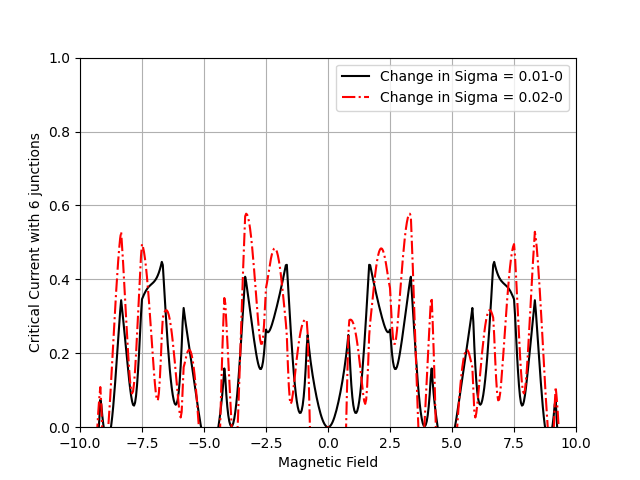 1.0
0.8
0.6
0.4
0.2
0.0
Critical Current with 6 junctions
Change in Sigma = 0.01-0
Change in Sigma = 0.02-0
−10.0 −7.5 −5.0 −2.5 0.0 2.5 5.0 7.5 10.0
Magnetic Field